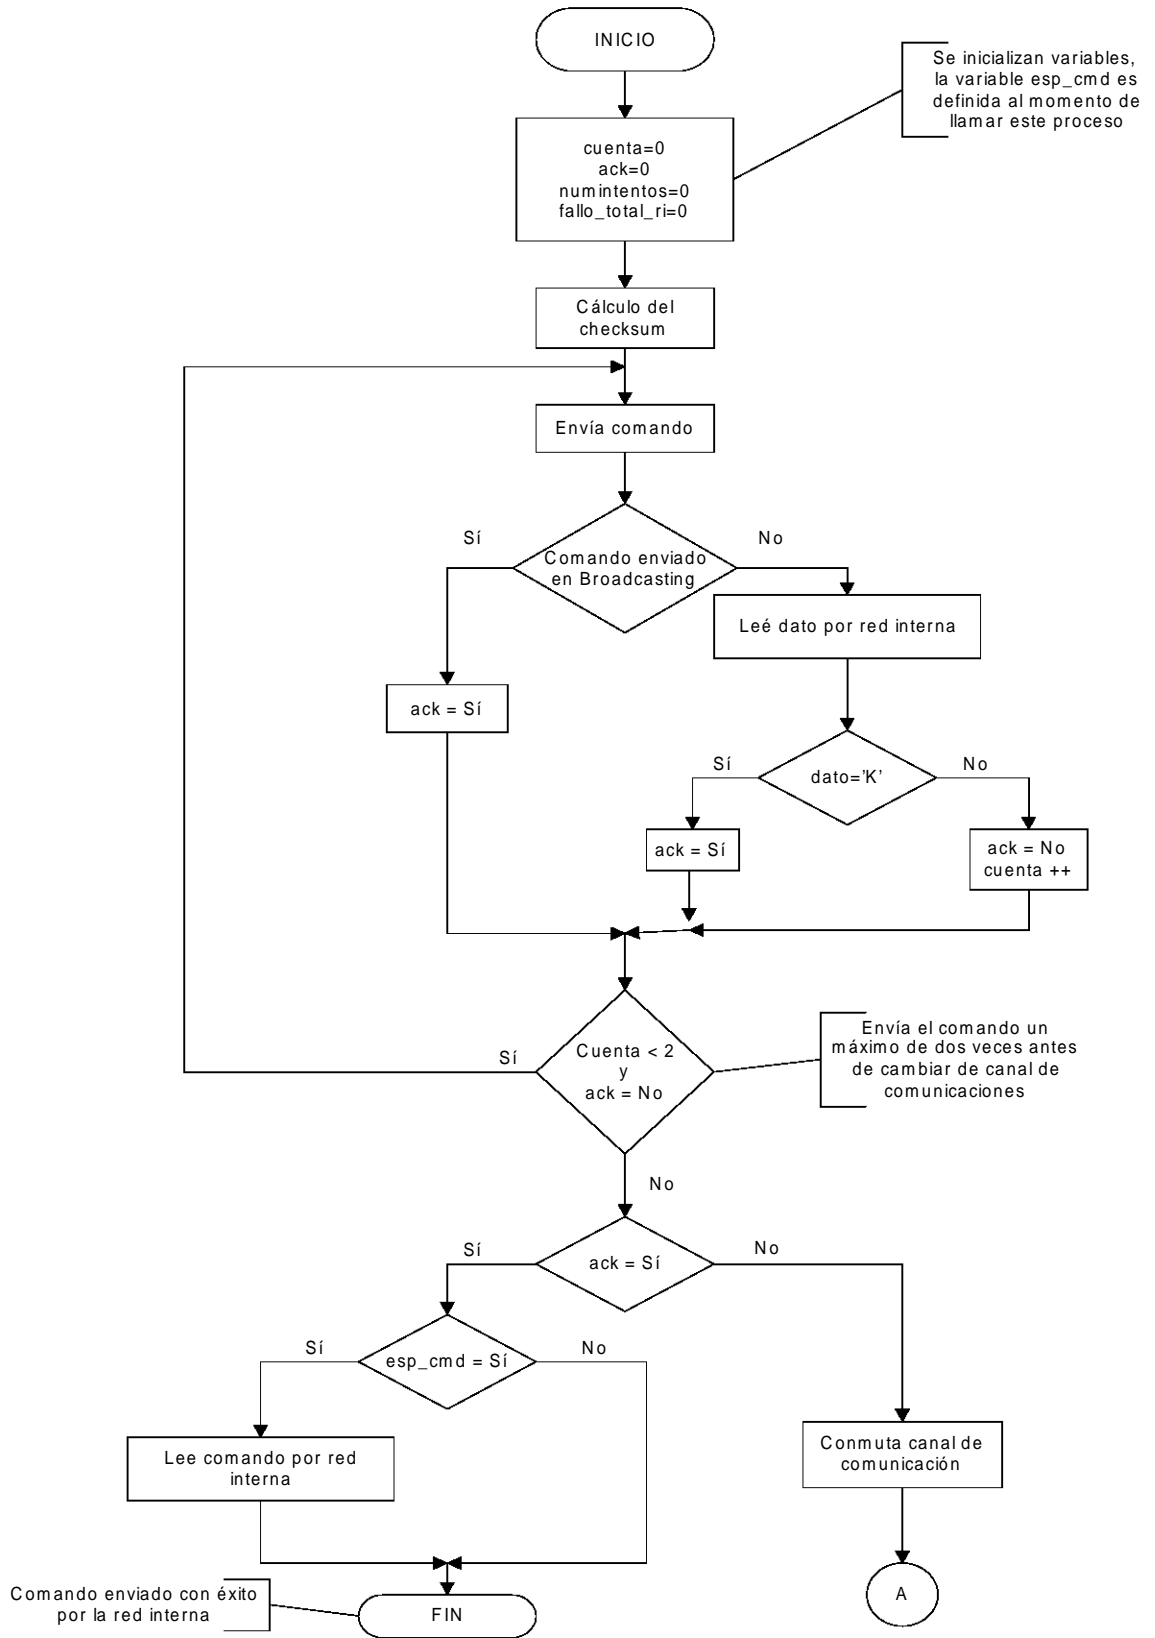 INICIO
Se inicializan variables,
la variable esp_cmd es
definida al momento de
llamar este proceso
cuenta=0
ack=0
numintentos=0
fallo_total_ri=0
Cálculo del
checksum
Envía comando
Sí
No
Comando enviado
en Broadcasting
Leé dato por red interna
ack = Sí
Sí
No
dato='K'
ack = Sí
ack = No
cuenta ++
Sí
Cuenta < 2
y
ack = No
Envía el comando un
máximo de dos veces antes
de cambiar de canal de
comunicaciones
No
Sí
No
ack = Sí
Sí
No
esp_cmd = Sí
Lee comando por red
interna
Conmuta canal de
comunicación
Comando enviado con éxito
por la red interna
FIN
A